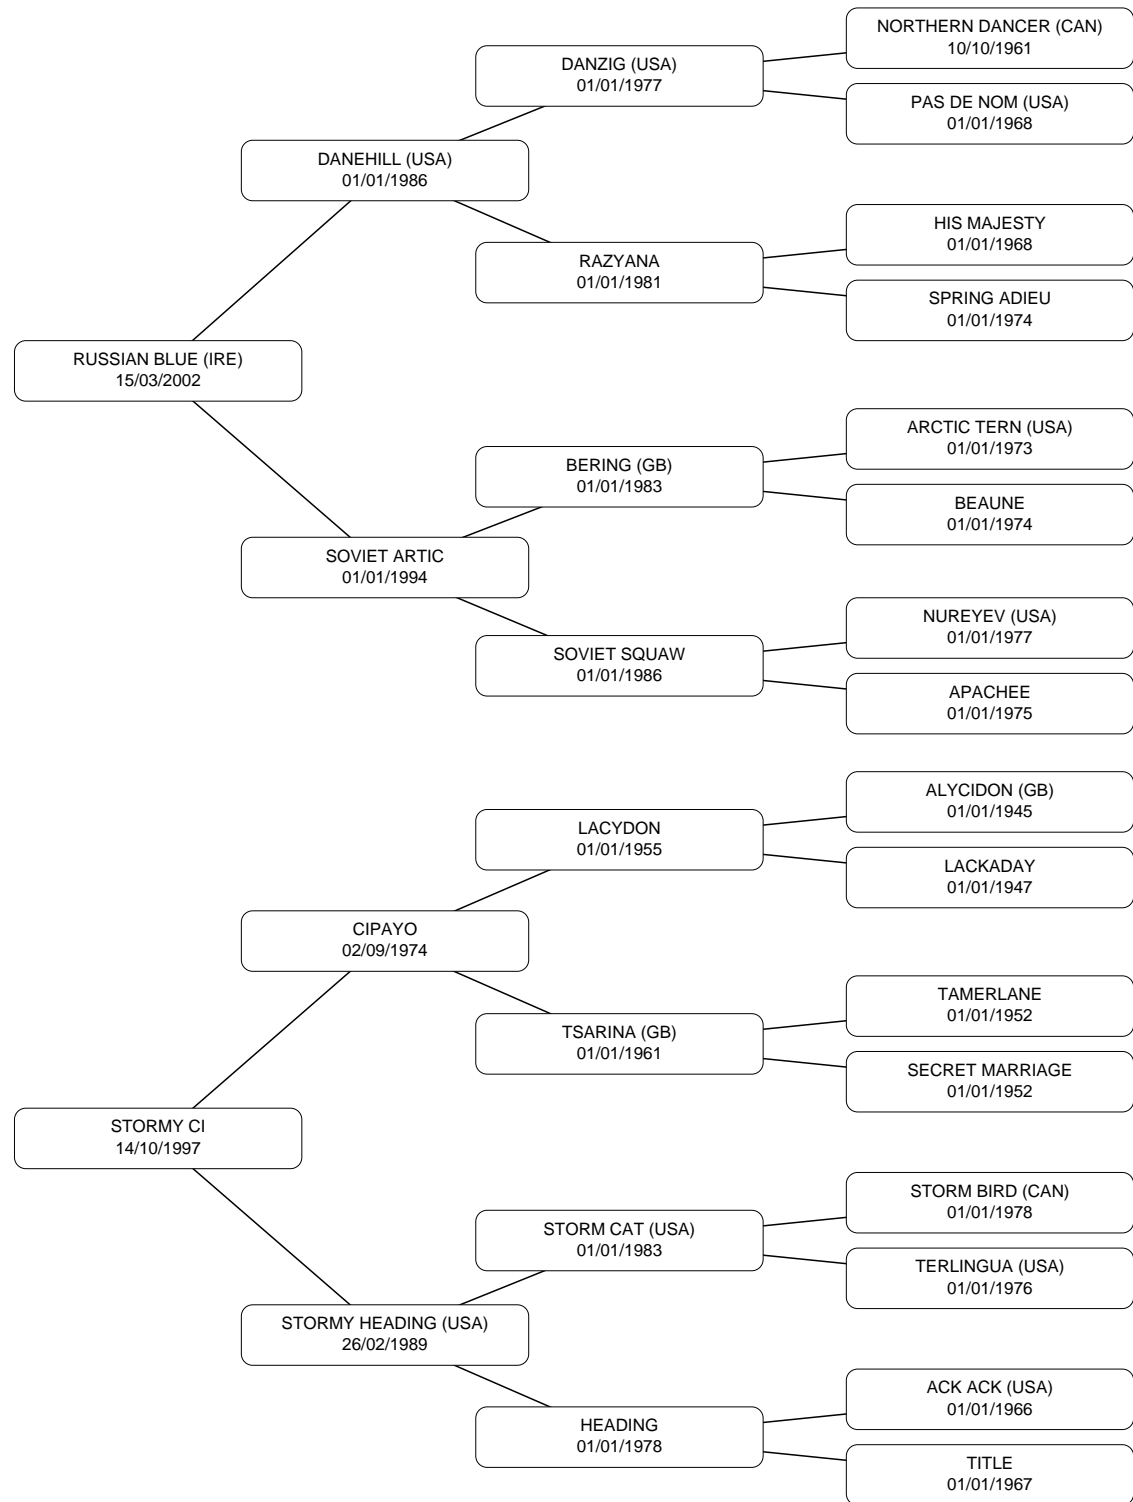 NORTHERN DANCER (CAN)
10/10/1961
DANZIG (USA)
01/01/1977
PAS DE NOM (USA)
01/01/1968
DANEHILL (USA)
01/01/1986
HIS MAJESTY
01/01/1968
RAZYANA
01/01/1981
SPRING ADIEU
01/01/1974
RUSSIAN BLUE (IRE)
15/03/2002
ARCTIC TERN (USA)
01/01/1973
BERING (GB)
01/01/1983
BEAUNE
01/01/1974
SOVIET ARTIC
01/01/1994
NUREYEV (USA)
01/01/1977
SOVIET SQUAW
01/01/1986
APACHEE
01/01/1975
ALYCIDON (GB)
01/01/1945
LACYDON
01/01/1955
LACKADAY
01/01/1947
CIPAYO
02/09/1974
TAMERLANE
01/01/1952
TSARINA (GB)
01/01/1961
SECRET MARRIAGE
01/01/1952
STORMY CI
14/10/1997
STORM BIRD (CAN)
01/01/1978
STORM CAT (USA)
01/01/1983
TERLINGUA (USA)
01/01/1976
STORMY HEADING (USA)
26/02/1989
ACK ACK (USA)
01/01/1966
HEADING
01/01/1978
TITLE
01/01/1967